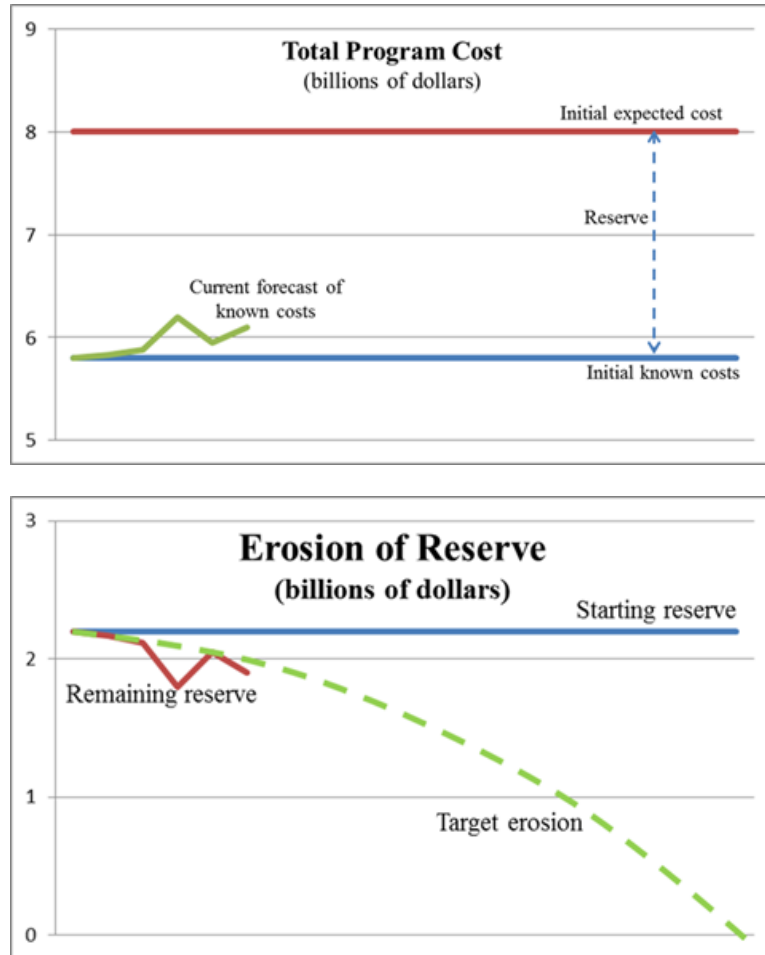 9
Total Program Cost
(billions of dollars)
Initial expected cost
8
Reserve
7
Current forecast of
known costs
6
Initial known costs
5
3
Erosion of Reserve
(billions of dollars)
Starting reserve
2
Remaining reserve
1
Target erosion
0